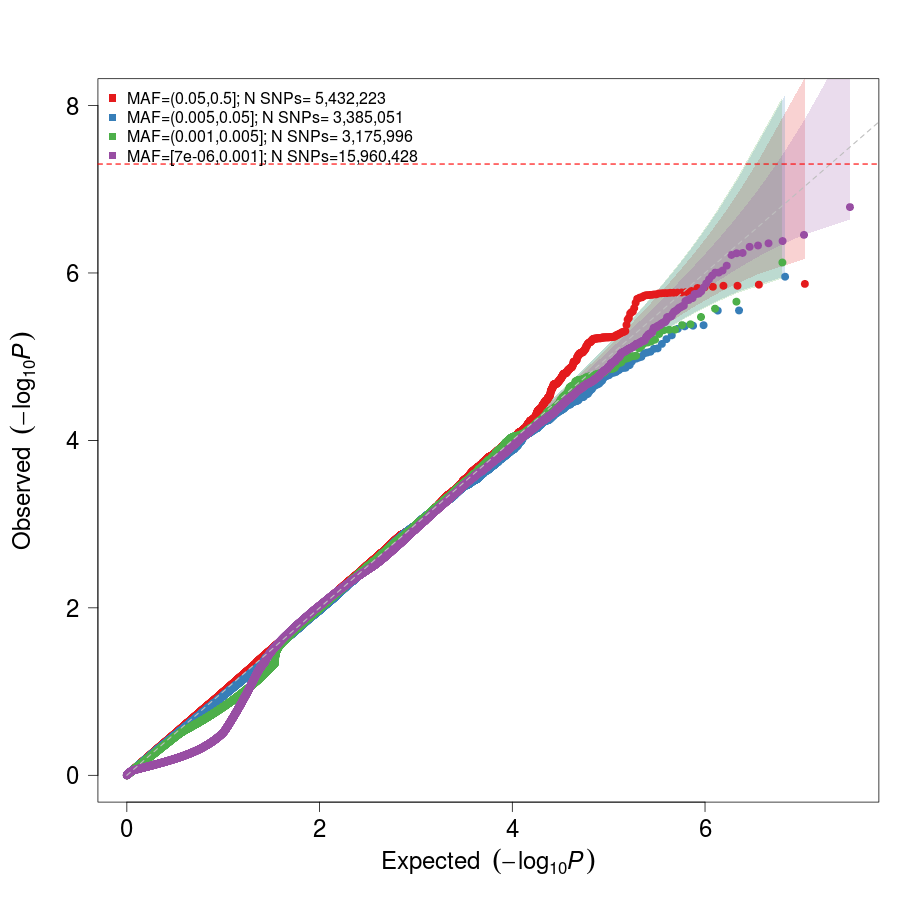 MAF=(0.05,0.5]; N SNPs= 5,432,223
MAF=(0.005,0.05]; N SNPs= 3,385,051
MAF=(0.001,0.005]; N SNPs= 3,175,996
MAF=[7e-06,0.001]; N SNPs=15,960,428
8
6
4
2
0
Observed (−log10P)
0 2 4 6
Expected (−log10P)